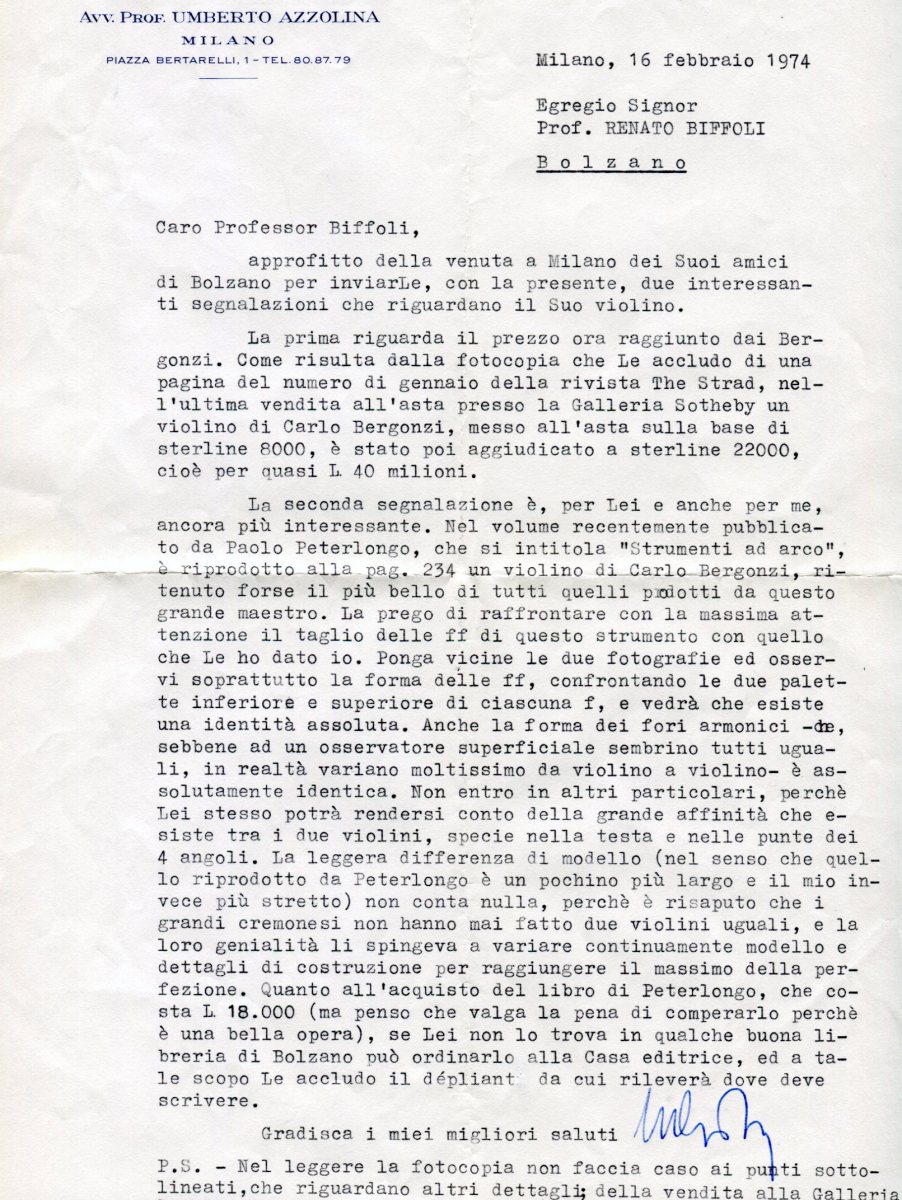 AVV. PROF. UMBERTO AZZOLINA
MILANO
PIAZZA BERTARELLI, 1 - TEL. 80.87.79
Milano, 16 febbraio 1974
Egregio Signor
Prof. RENATO BIFFOLI
Bolzano
Caro Professor Biffoli,
approfitto della venuta a Milano dei Suoi amici
di Bolzano per inviarLe, con la presente, due interessan-
ti segnalazioni che riguardano il Suo violino.
La prima riguarda il prezzo ora raggiunto dai Ber-
gonzi. Come risulta dalla fotocopia che Le accludo di una
pagina del numero di gennaio della rivista The Strad, nel-
l'ultima vendita all'asta presso la Galleria Sotheby un
violino di Carlo Bergonzi, messo all'asta sulla base di
sterline 8000, è stato poi aggiudicato a sterline 22000,
cioè per quasi L. 40 milioni.
La seconda segnalazione è, per Lei e anche per me,
ancora più interessante. Nel volume recentemente pubblica-
to da Paolo Peterlongo, che si intitola "Strumenti ad arco",
è riprodotto alla pag. 234 un violino di Carlo Bergonzi, ri-
tenuto forse il più bello di tutti quelli prodotti da questo
grande maestro. La prego di raffrontare con la massima at-
tenzione il taglio delle ff di questo strumento con quello
che Le ho dato io. Ponga vicine le due fotografie ed osser-
vi soprattutto la forma delle ff, confrontando le due palet-
te inferiore e superiore di ciascuna f, e vedrà che esiste
una identità assoluta. Anche la forma dei fori armonici -che,
sebbene ad un osservatore superficiale sembrino tutti ugua-
li, in realtà variano moltissimo da violino a violino- è as-
solutamente identica. Non entro in altri particolari, perchè
Lei stesso potrà rendersi conto della grande affinità che e-
siste tra i due violini, specie nella testa e nelle punte dei
4 angoli. La leggera differenza di modello (nel senso che quel-
lo riprodotto da Peterlongo è un pochino più largo e il mio in-
vece più stretto) non conta nulla, perchè è risaputo che i
grandi cremonesi non hanno mai fatto due violini uguali, e la
loro genialità li spingeva a variare continuamente modello e
dettagli di costruzione per raggiungere il massimo della per-
fezione. Quanto all'acquisto del libro di Peterlongo, che co-
sta L. 18.000 (ma penso che valga la pena di comperarlo perchè
è una bella opera), se Lei non lo trova in qualche buona li-
breria di Bolzano può ordinarlo alla Casa editrice, ed a ta-
le scopo Le accludo il dépliant da cui rileverà dove deve
scrivere.
Gradisca i miei migliori saluti
P.S. - Nel leggere la fotocopia non faccia caso ai punti sotto-
lineati,che riguardano altri dettagli; della vendita alla Galleria